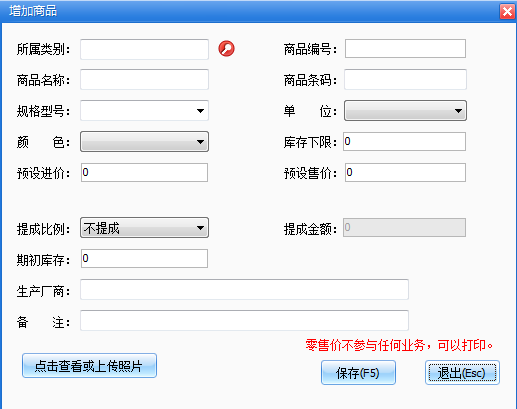 增加商品
所属类别: 商品编号:
商品名称: 商品条码:
规格型号: 单 位:
颜 色: 库存下限: 0
预设进价: 0 预设售价: 0
提成比例: 不提成 提成金额: 0
期初库存: 0
生产厂商:
备 注:
零售价不参与任何业务，可以打印。
点击查看或上传照片 保存(F5) 退出(Esc)